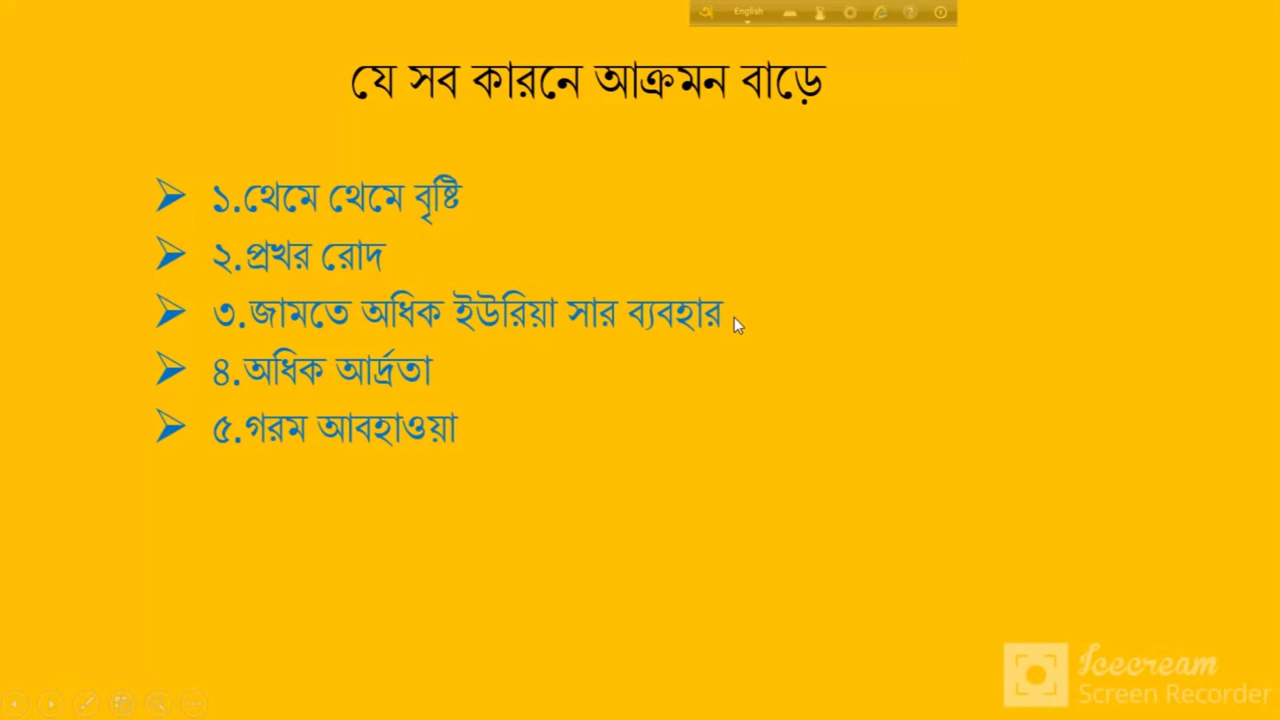 English
যে সব কারনে আক্রমন বাড়ে
১.থেমে থেমে বৃষ্টি
২.প্রখর রোদ
৩.জামতে অধিক ইউরিয়া সার ব্যবহার
৪.অধিক আর্দ্রতা
৫.গরম আবহাওয়া
Icecream
Screen Recorder